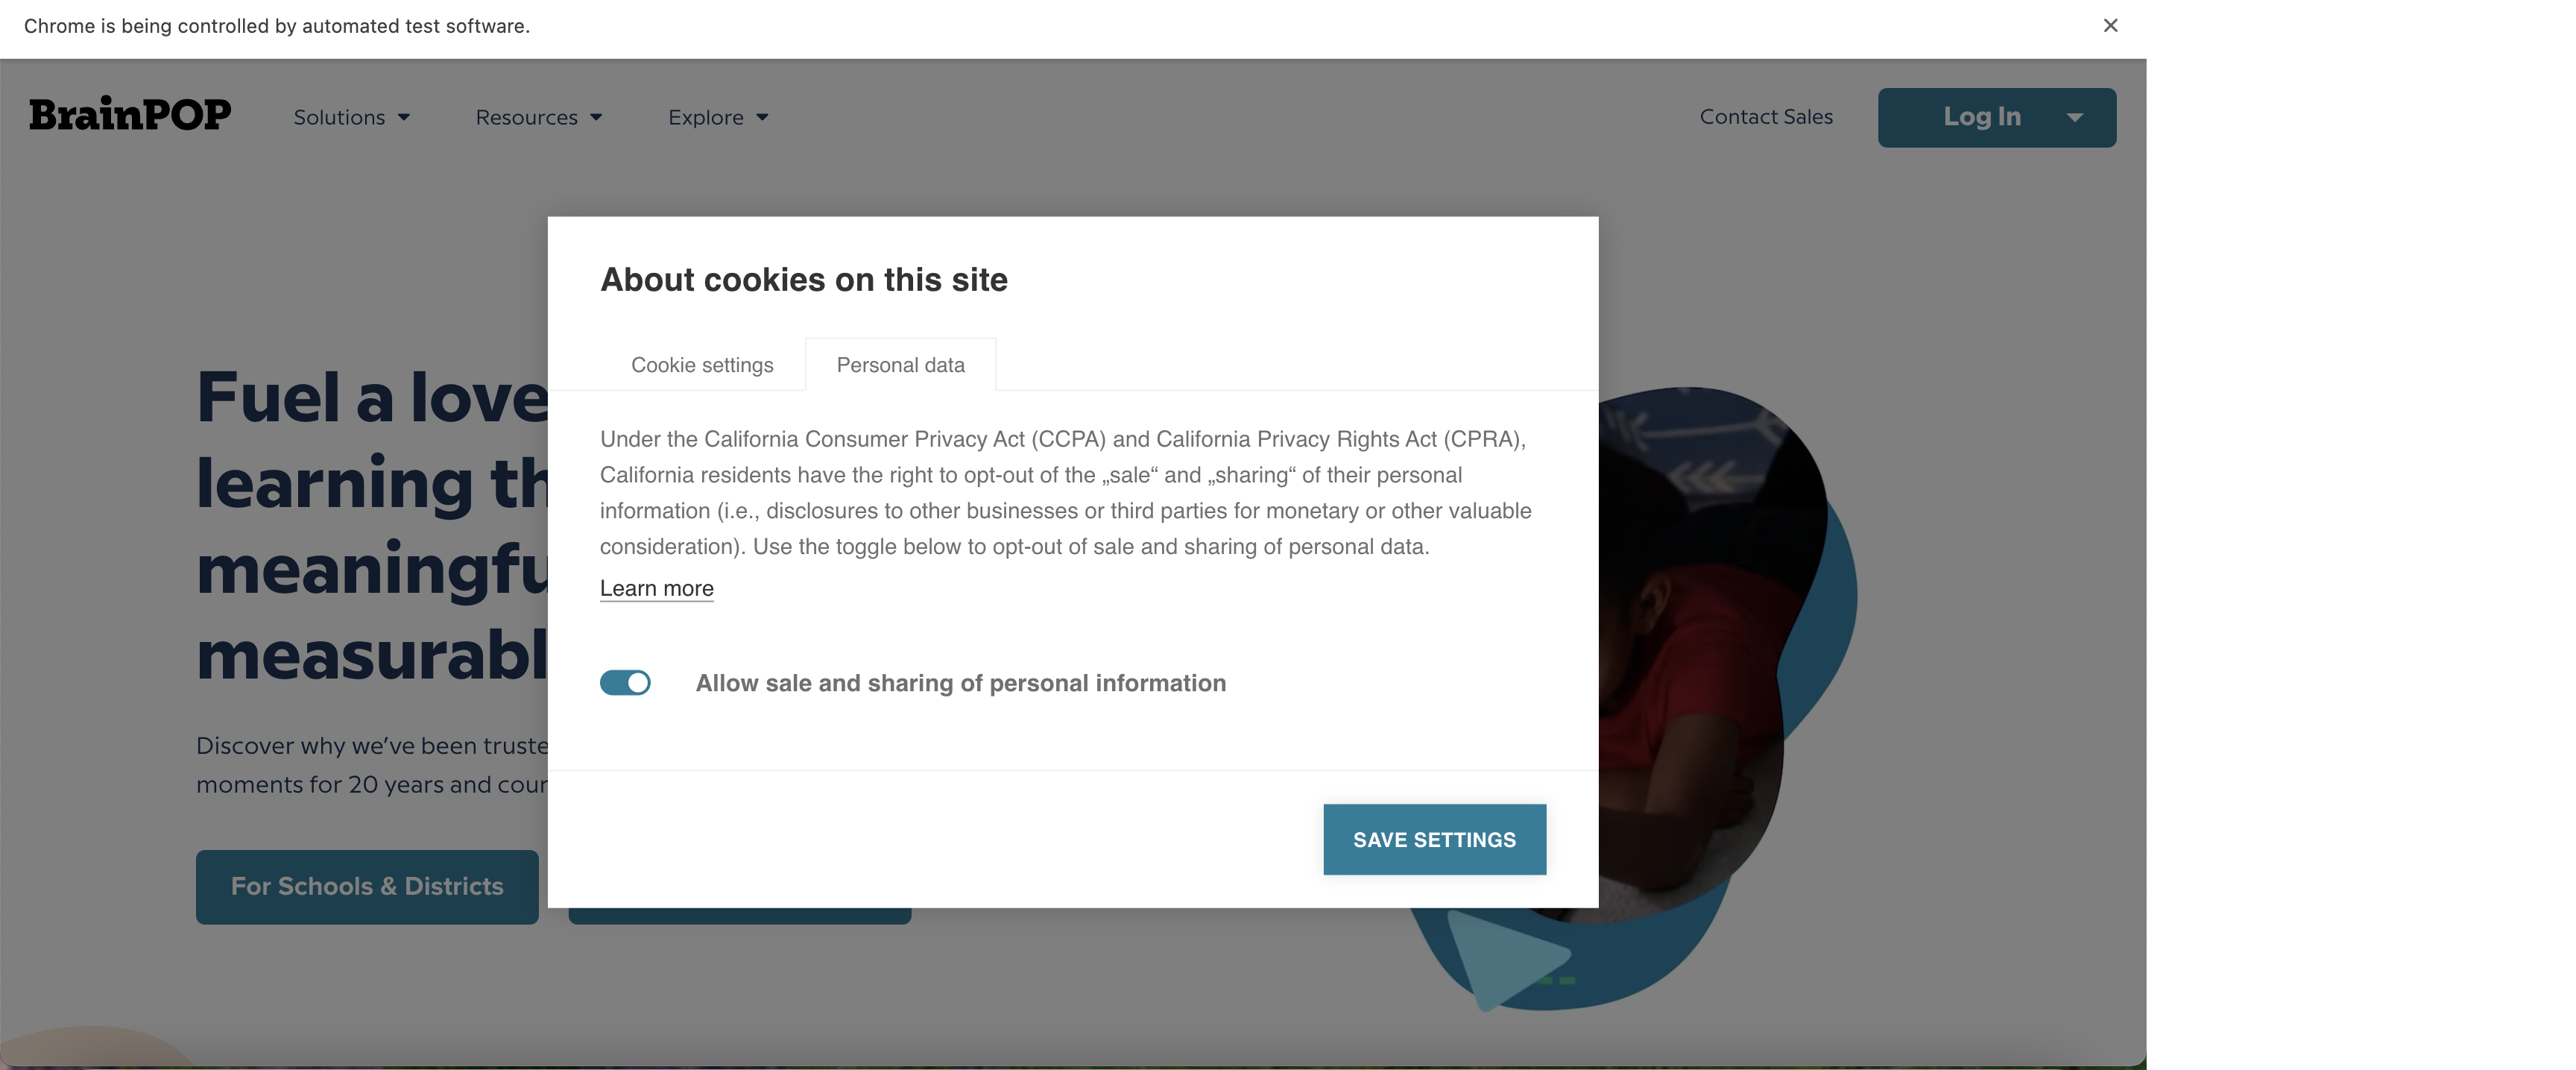 Chrome is being controlled by automated test software.
BrainPOP
Solutions
Resources
Explore
Contact Sales
Log In
About cookies on this site
Cookie settings
Personal data
Under the California Consumer Privacy Act (CCPA) and California Privacy Rights Act (CPRA),
California residents have the right to opt-out of the „sale“ and „sharing“ of their personal
information (i.e., disclosures to other businesses or third parties for monetary or other valuable
consideration). Use the toggle below to opt-out of sale and sharing of personal data.
Learn more
Allow sale and sharing of personal information
SAVE SETTINGS
Fuel a love
learning
meaningfu
measurabl
Discover why we’ve been truste
moments for 20 years and
For Schools & Districts